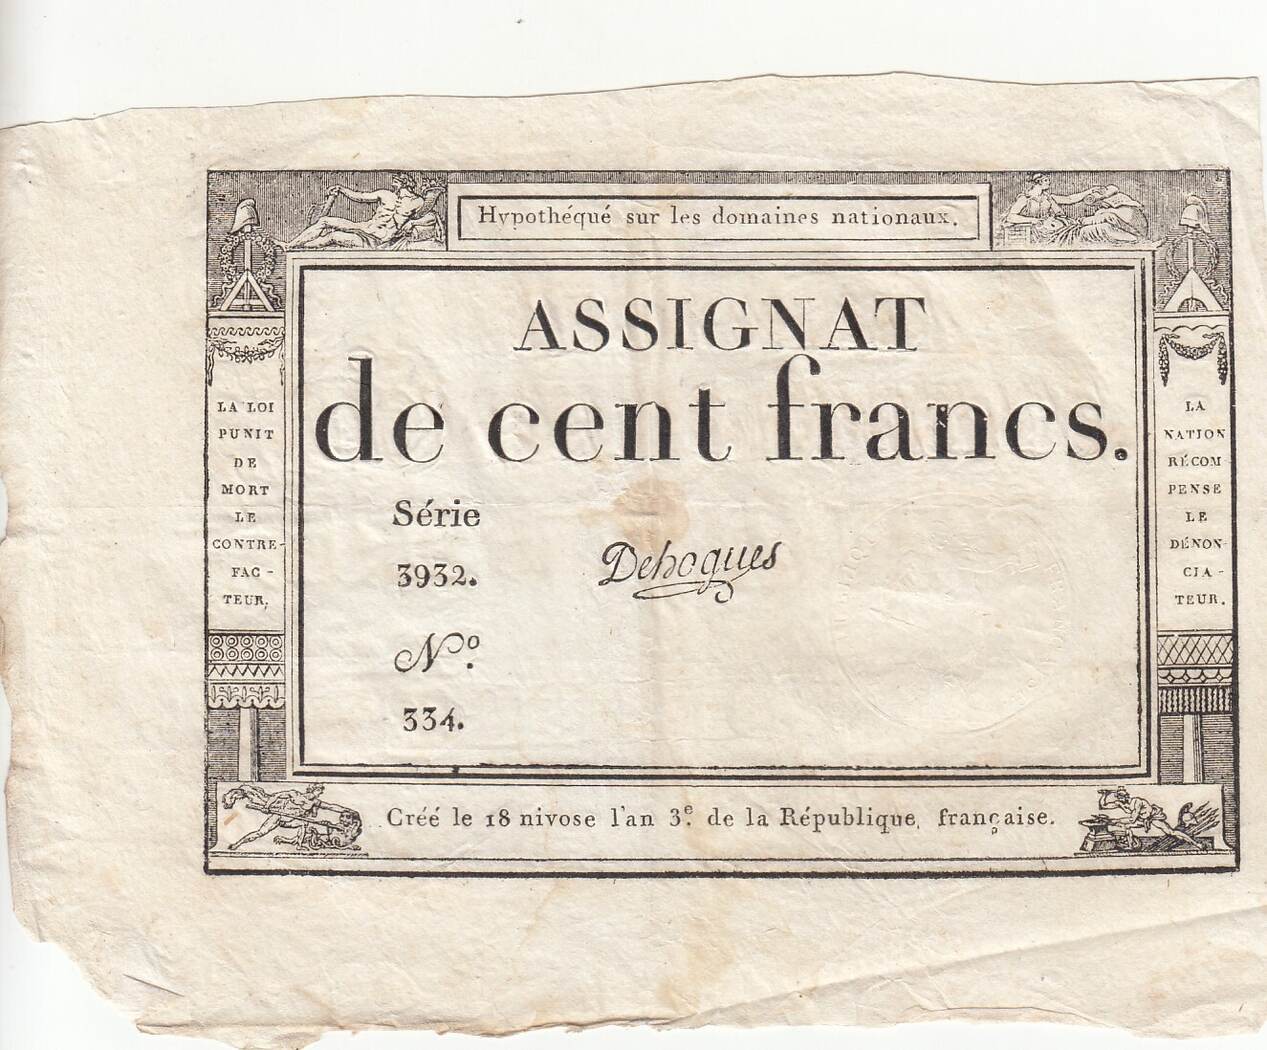 Hypothéqué sur les domaines nationaux.
ASSIGNAT
de cent francs.
LA LOI
PUNIT
DE
MORT
LE
CONTRE-
FAC-
TEUR.
Série
3932.
Dehogues
Nº.
334.
LA
NATION
RÉCOM
PENSE
LE
DÉNON
CIA-
TEUR.
Créé le 18 nivose l'an 3.e de la République française.